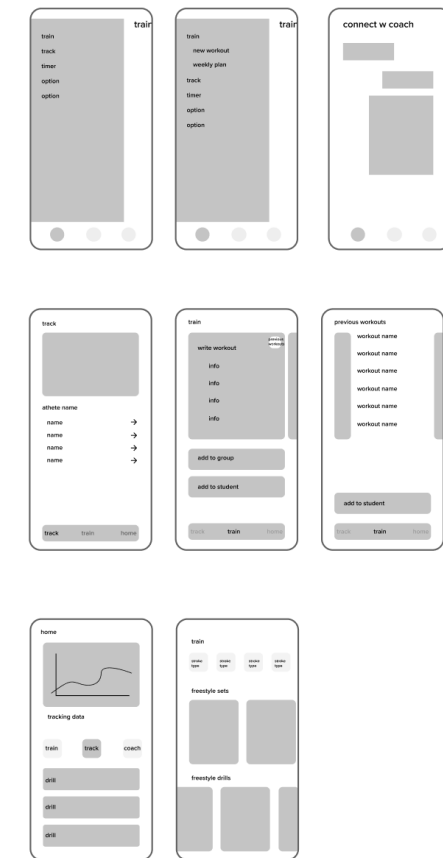 train
train
track
timer
option
option
train
train
new workout
weekly plan
track
timer
option
option
connect w coach
track
athete name
name
name
name
name
track train home
train
write workout
previous
workouts
info
info
info
info
add to group
add to student
track train home
previous workouts
workout name
workout name
workout name
workout name
workout name
workout name
add to student
track train home
home
tracking data
train track coach
drill
drill
drill
train
stroke type
stroke type
stroke type
stroke type
freestyle sets
freestyle drills